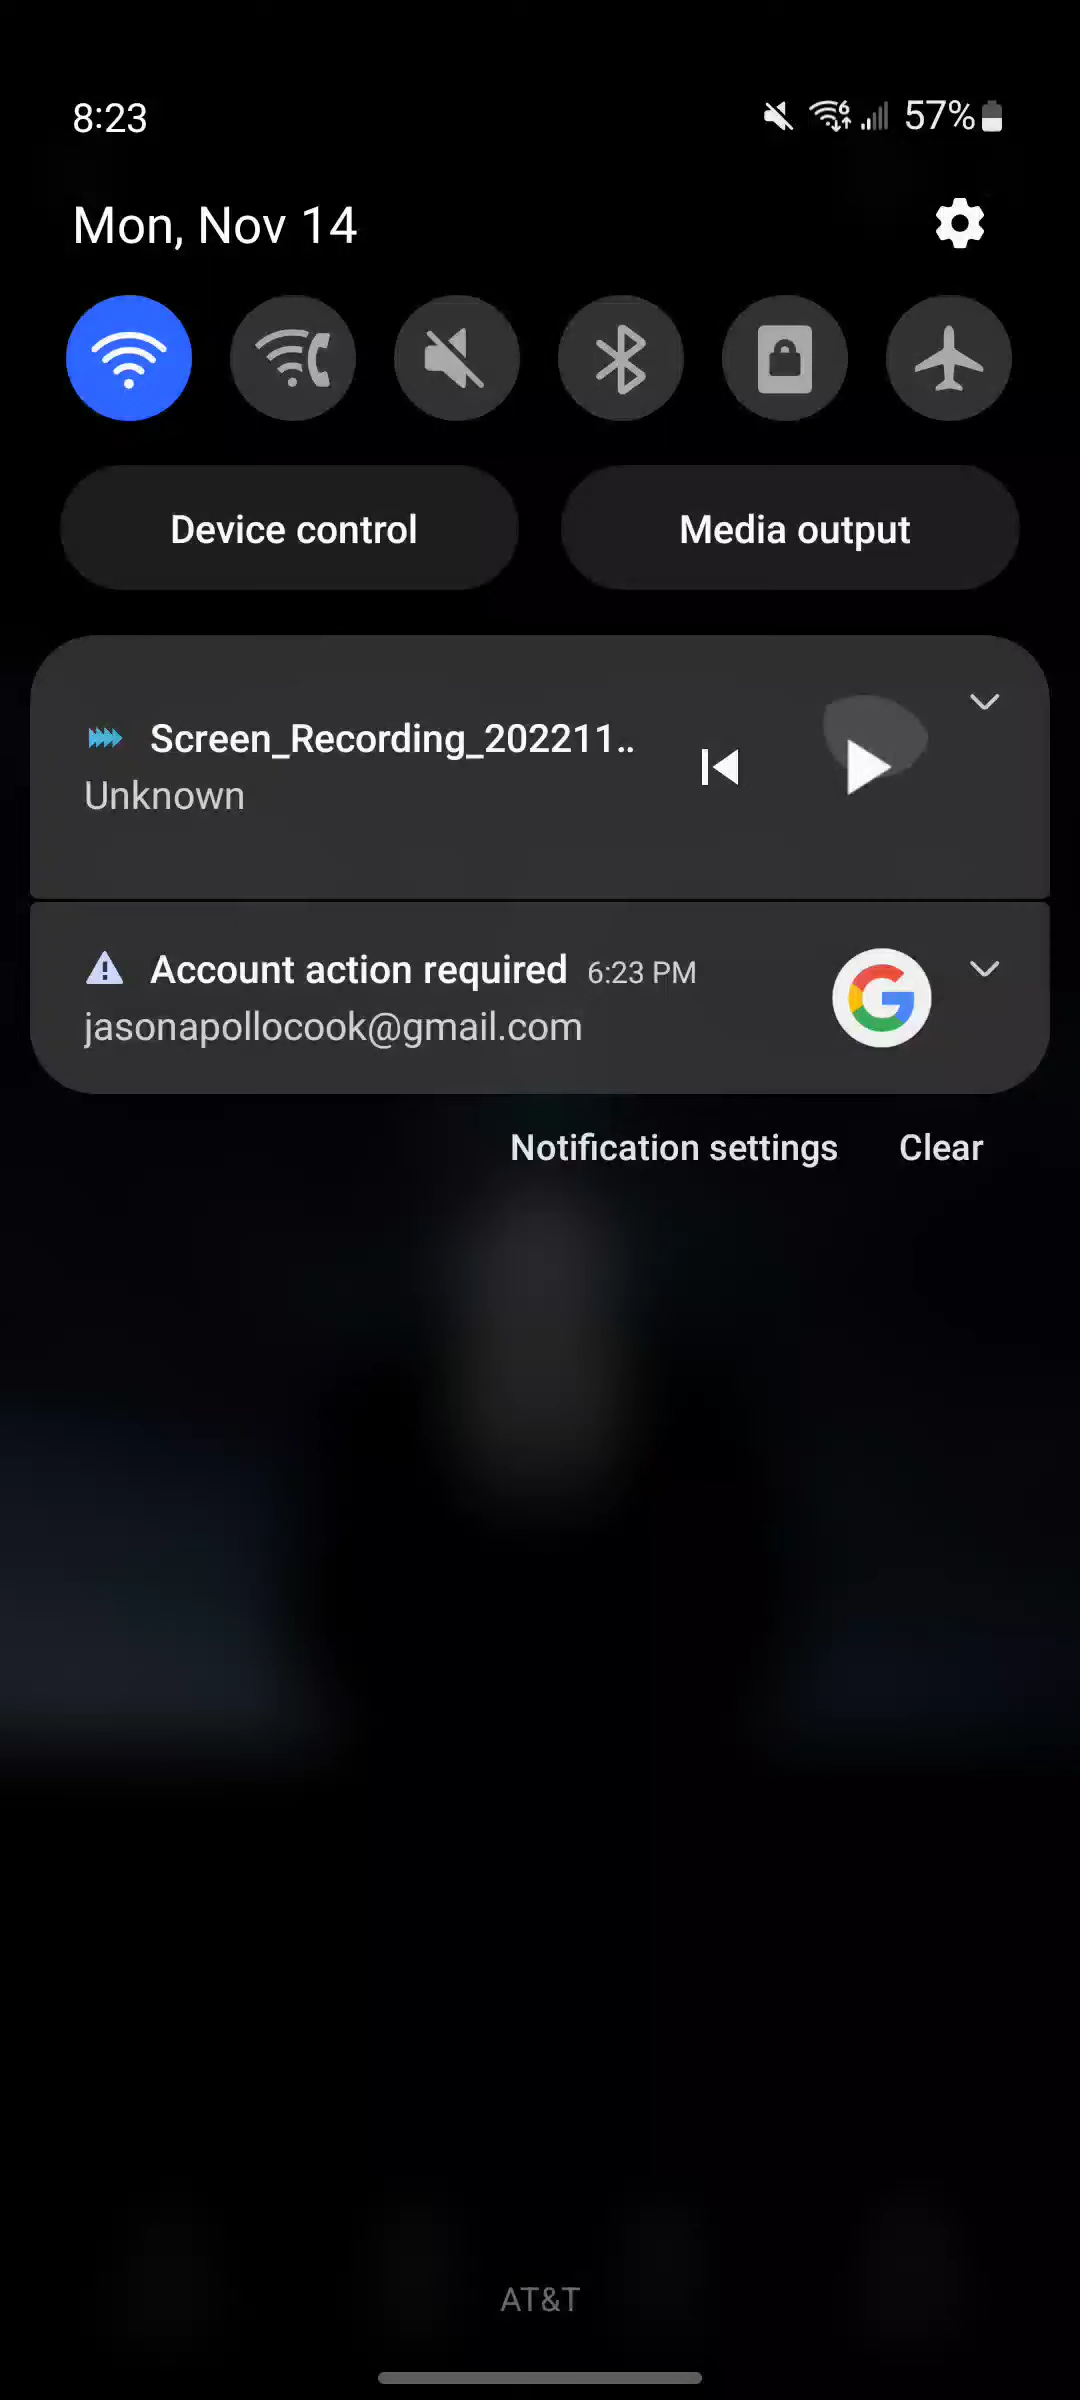 8:23
57%
Mon, Nov 14
Device control
Media output
Screen_Recording_202211..
Unknown
Account action required 6:23 PM
jasonapollocook@gmail.com
Notification settings
Clear
AT&T